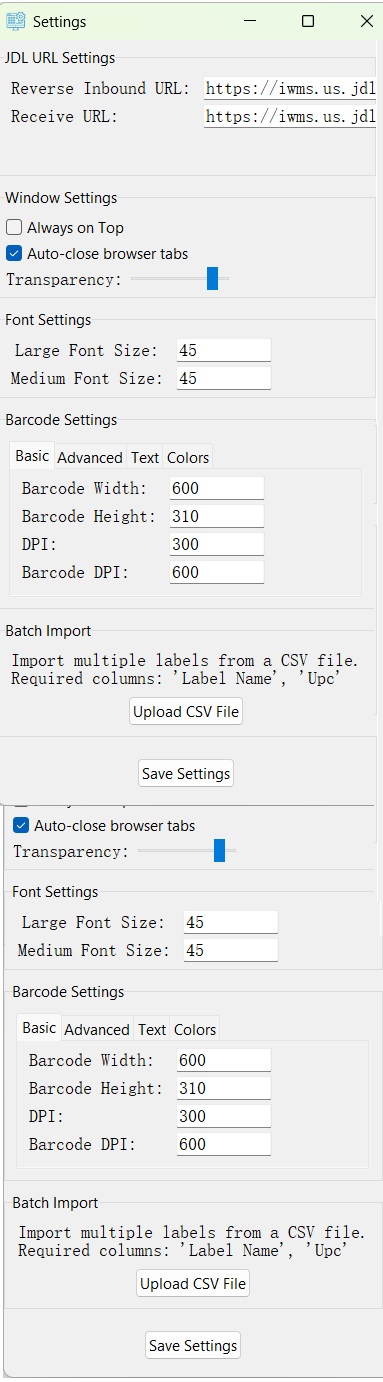 Settings
JDL URL Settings
Reverse Inbound URL: https://iwms.us.jdl
Receive URL: https://iwms.us.jdl
Window Settings
Always on Top
Auto-close browser tabs
Transparency:
Font Settings
Large Font Size: 45
Medium Font Size: 45
Barcode Settings
Basic Advanced Text Colors
Barcode Width: 600
Barcode Height: 310
DPI: 300
Barcode DPI: 600
Batch Import
Import multiple labels from a CSV file.
Required columns: 'Label Name', 'Upc'
Upload CSV File
Save Settings
Auto-close browser tabs
Transparency:
Font Settings
Large Font Size: 45
Medium Font Size: 45
Barcode Settings
Basic Advanced Text Colors
Barcode Width: 600
Barcode Height: 310
DPI: 300
Barcode DPI: 600
Batch Import
Import multiple labels from a CSV file.
Required columns: 'Label Name', 'Upc'
Upload CSV File
Save Settings